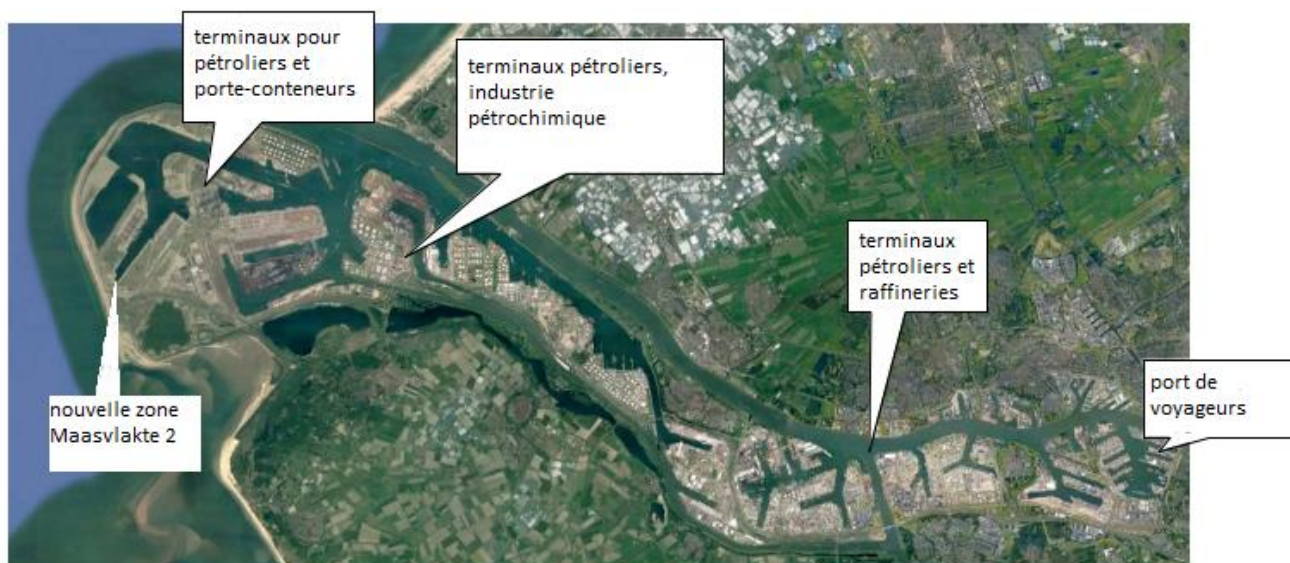 terminaux pour
pétroliers et
porte-conteneurs
terminaux pétroliers,
industrie
pétrochimique
terminaux
pétroliers et
raffineries
port de
voyageurs
nouvelle zone
Maasvlakte 2